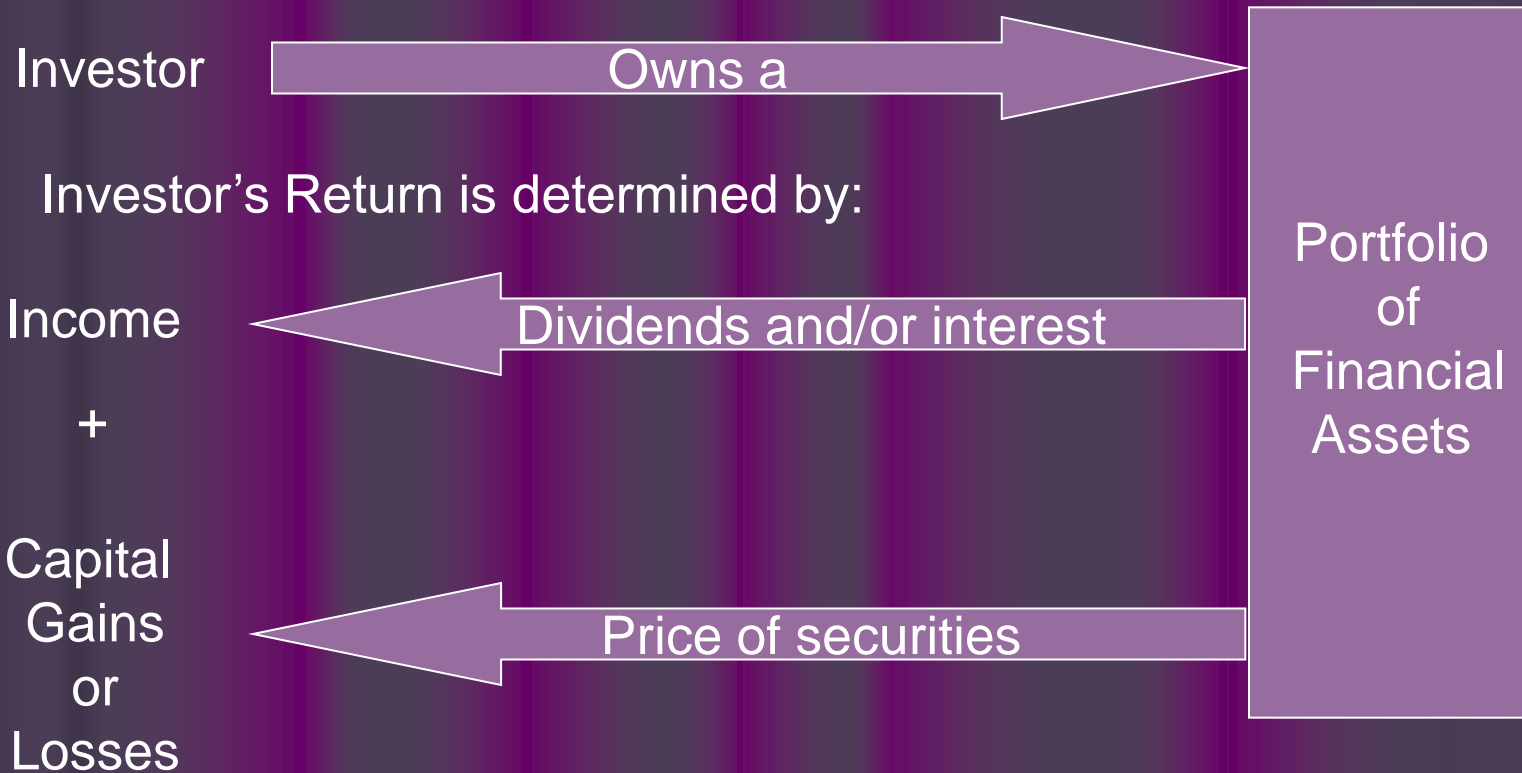 Investor
Owns a
Investor’s Return is determined by:
Income
Dividends and/or interest
+
Capital
Gains
or
Losses
Price of securities
Portfolio
of
Financial
Assets